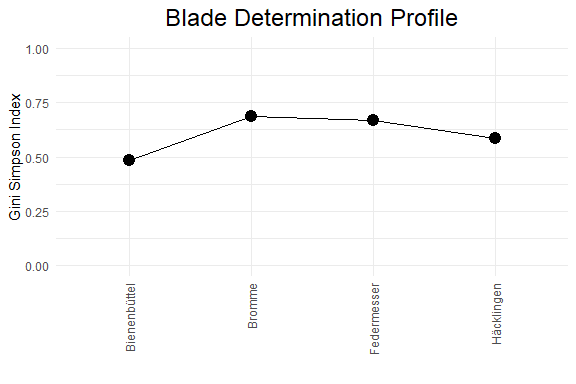 Blade Determination Profile
Gini Simpson Index
1.00
0.75
0.50
0.25
0.00
Bienenbüttel
Bromme
Federmesser
Häcklingen